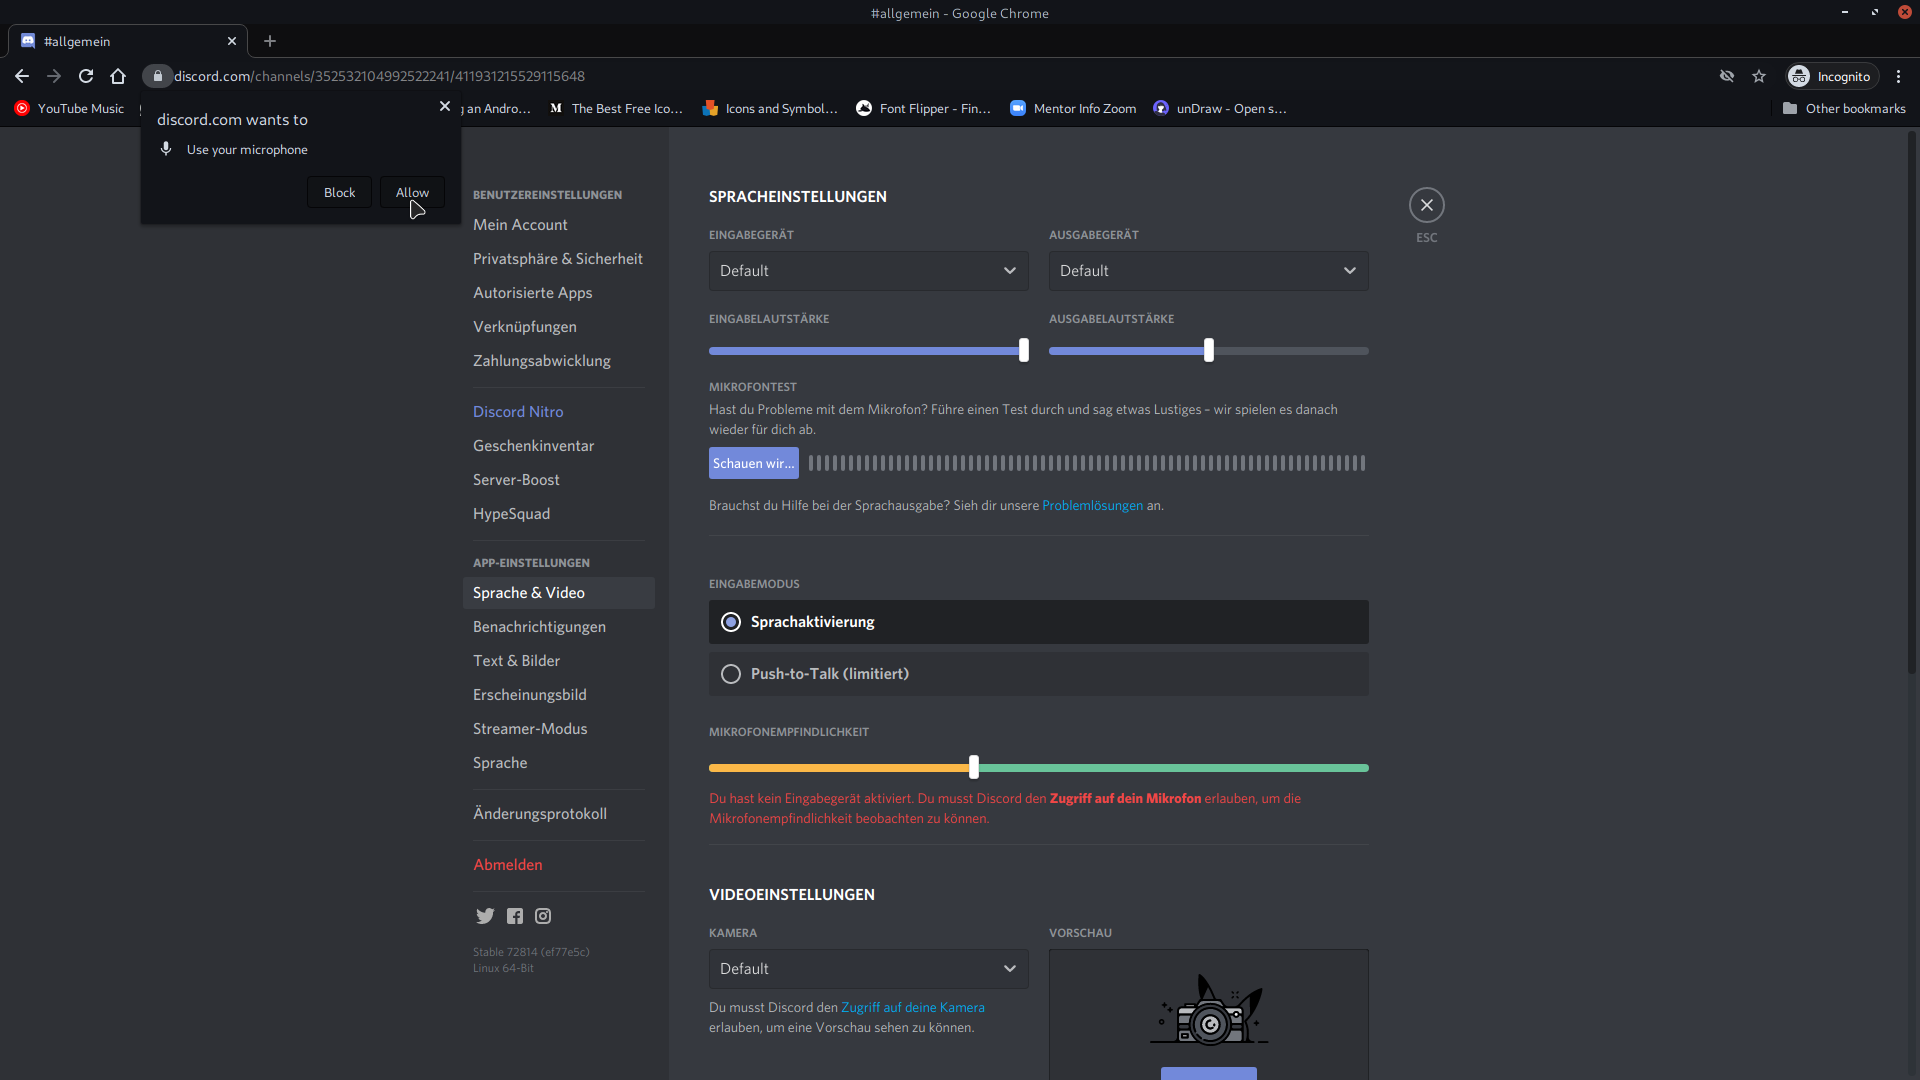 #allgemein - Google Chrome
#allgemein
discord.com/channels/352532104992522241/411931215529115648
Incognito
YouTube Music
g an Andro...
M The Best Free Ico...
Icons and Symbol...
Font Flipper - Fin...
Mentor Info Zoom
unDraw - Open s...
Other bookmarks
discord.com wants to
Use your microphone
Block
Allow
BENUTZEREINSTELLUNGEN
Mein Account
Privatsphäre & Sicherheit
Autorisierte Apps
Verknüpfungen
Zahlungsabwicklung
Discord Nitro
Geschenkinventar
Server-Boost
HypeSquad
APP-EINSTELLUNGEN
Sprache & Video
Benachrichtigungen
Text & Bilder
Erscheinungsbild
Streamer-Modus
Sprache
Änderungsprotokoll
Abmelden
Stable 72814 (ef77e5c)
Linux 64-Bit
SPRACHEINSTELLUNGEN
ESC
EINGABEGERÄT
AUSGABEGERÄT
Default
Default
EINGABELAUTSTÄRKE
AUSGABELAUTSTÄRKE
MIKROFONTEST
Hast du Probleme mit dem Mikrofon? Führe einen Test durch und sag etwas Lustiges – wir spielen es danach
wieder für dich ab.
Schauen wir...
Brauchst du Hilfe bei der Sprachausgabe? Sieh dir unsere Problemlösungen an.
EINGABEMODUS
Sprachaktivierung
Push-to-Talk (limitiert)
MIKROFONEMPFINDLICHKEIT
Du hast kein Eingabegerät aktiviert. Du musst Discord den Zugriff auf dein Mikrofon erlauben, um die
Mikrofonempfindlichkeit beobachten zu können.
VIDEOEINSTELLUNGEN
KAMERA
VORSCHAU
Default
Du musst Discord den Zugriff auf deine Kamera
erlauben, um eine Vorschau sehen zu können.